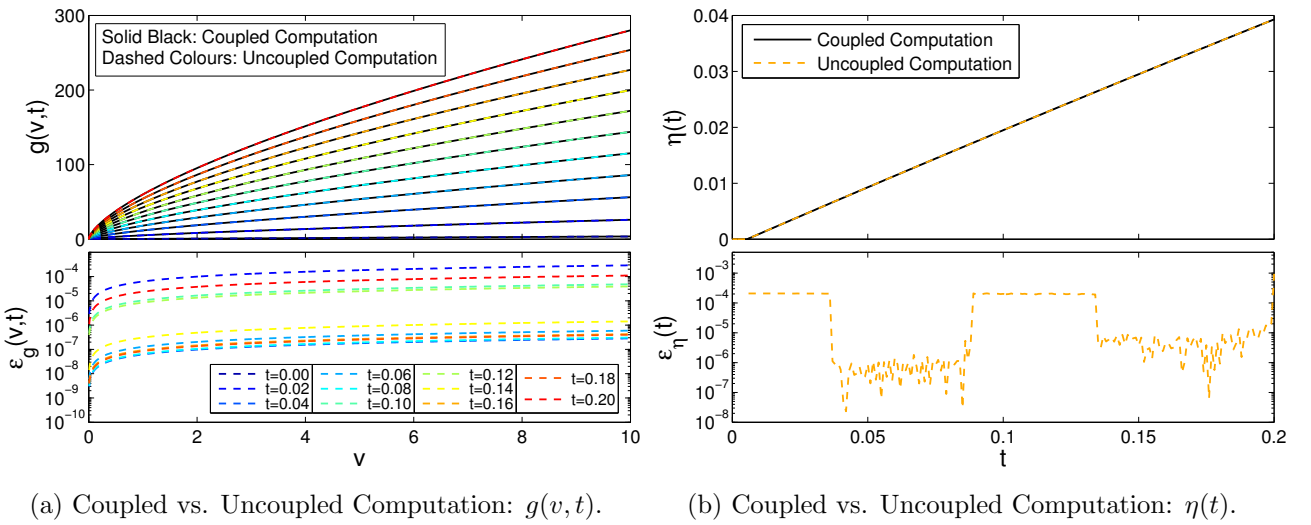 Solid Black: Coupled Computation
Dashed Colours: Uncoupled Computation
300
200
100
0
g(v,t)
10⁻⁴
10⁻⁵
10⁻⁶
10⁻⁷
10⁻⁸
10⁻⁹
10⁻¹⁰
ε_g(v,t)
t=0.00 t=0.06 t=0.12 t=0.18
t=0.02 t=0.08 t=0.14 t=0.20
t=0.04 t=0.10 t=0.16
0 2 4 6 8 10
v
(a) Coupled vs. Uncoupled Computation: g(v, t).
Coupled Computation
Uncoupled Computation
0.04
0.03
0.02
0.01
0
η(t)
10⁻³
10⁻⁴
10⁻⁵
10⁻⁶
10⁻⁷
10⁻⁸
ε_η(t)
0 0.05 0.1 0.15 0.2
t
(b) Coupled vs. Uncoupled Computation: η(t).